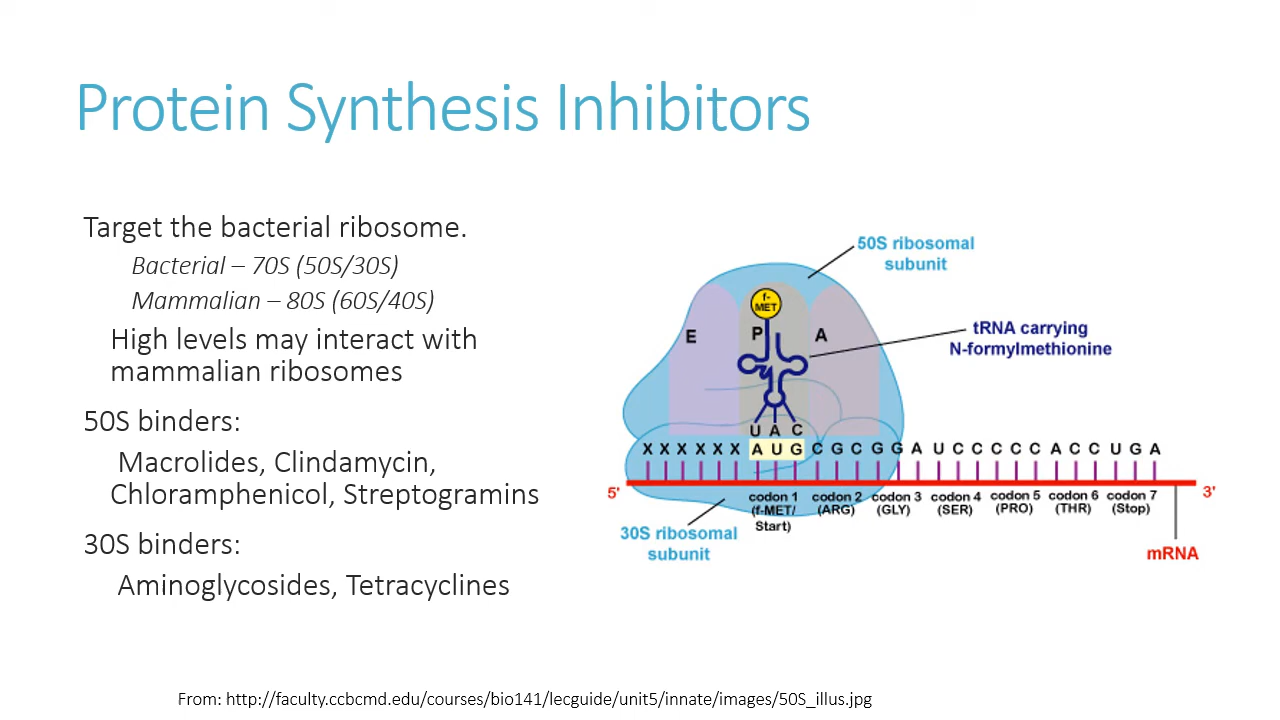 Protein Synthesis Inhibitors
Target the bacterial ribosome.
Bacterial – 70S (50S/30S)
Mammalian – 80S (60S/40S)
High levels may interact with
mammalian ribosomes
50S binders:
Macrolides, Clindamycin,
Chloramphenicol, Streptogramins
30S binders:
Aminoglycosides, Tetracyclines
50S ribosomal
subunit
f-
MET
E P A
tRNA carrying
N-formylmethionine
U A C
X X X X X X A U G C G C G G A U C C C C C A C C U G A
5' 3'
codon 1 codon 2 codon 3 codon 4 codon 5 codon 6 codon 7
(f-MET/ (ARG) (GLY) (SER) (PRO) (THR) (Stop)
Start)
30S ribosomal
subunit
mRNA
From: http://faculty.ccbcmd.edu/courses/bio141/lecguide/unit5/innate/images/50S_illus.jpg